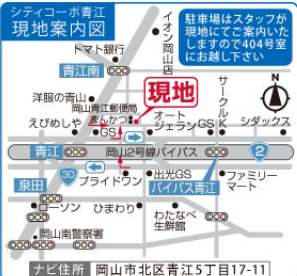 シティコーポ青江
現地案内図
駐車場はスタッフが
現地にてご案内いた
しますので404号室
にお越し下さい
イオン岡山店
トマト銀行
青江南
洋服の青山
現地
岡山青江郵便局
まんかつ
えびめしや
GS
オート
ジェランGS
サークルK
シダックス
N
青江
岡山2号線バイパス
2
30
泉田
プライドワン
出光GS
バイパス青江
ファミリー
マート
ローソン
ひまわり
わたなべ
生鮮館
岡山南警察署
ナビ住所
岡山市北区青江5丁目17-11